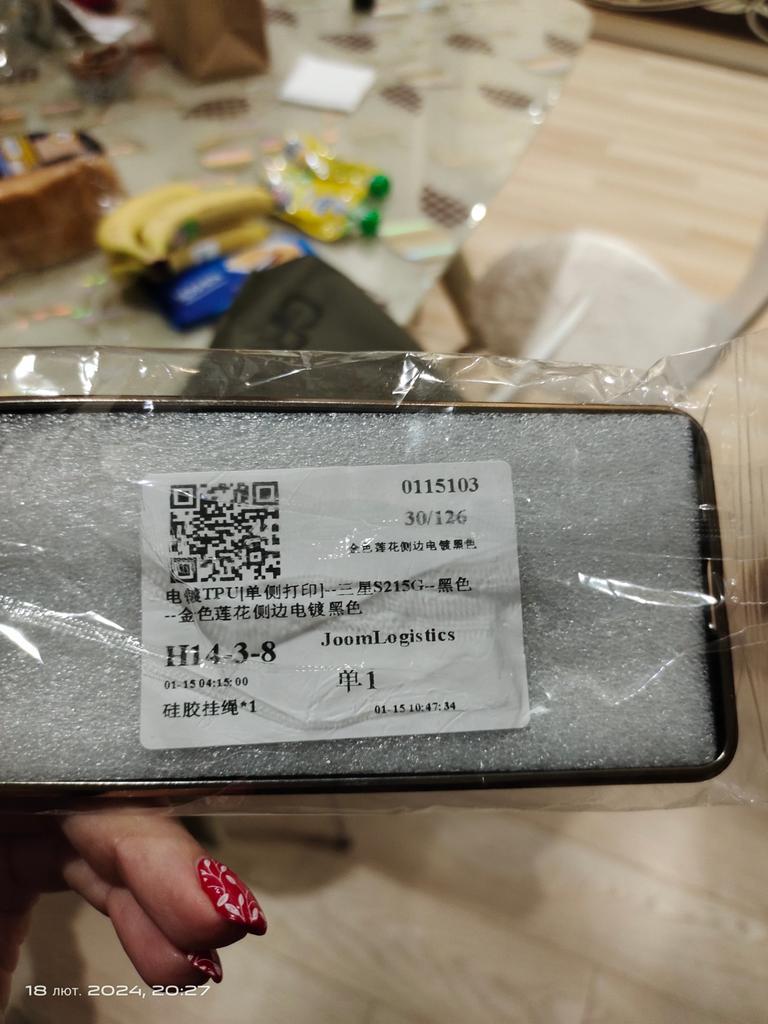 0115103
30/126
金色莲花侧边电镀黑色
电镀TPU[单侧打印]--三星S215G--黑色
--金色莲花侧边电镀黑色
JoomLogistics
H14-3-8
01-15 04:15:00
单1
硅胶挂绳*1
01-15 10:47:34
18 лют. 2024, 20:27